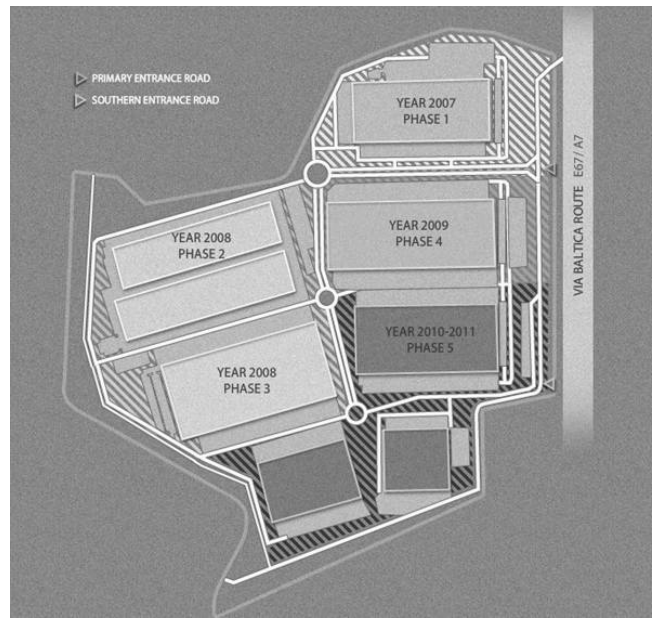 PRIMARY ENTRANCE ROAD
SOUTHERN ENTRANCE ROAD
YEAR 2007
PHASE 1
YEAR 2008
PHASE 2
YEAR 2009
PHASE 4
YEAR 2010-2011
PHASE 5
YEAR 2008
PHASE 3
VIA BALTICA ROUTE E67/ A7